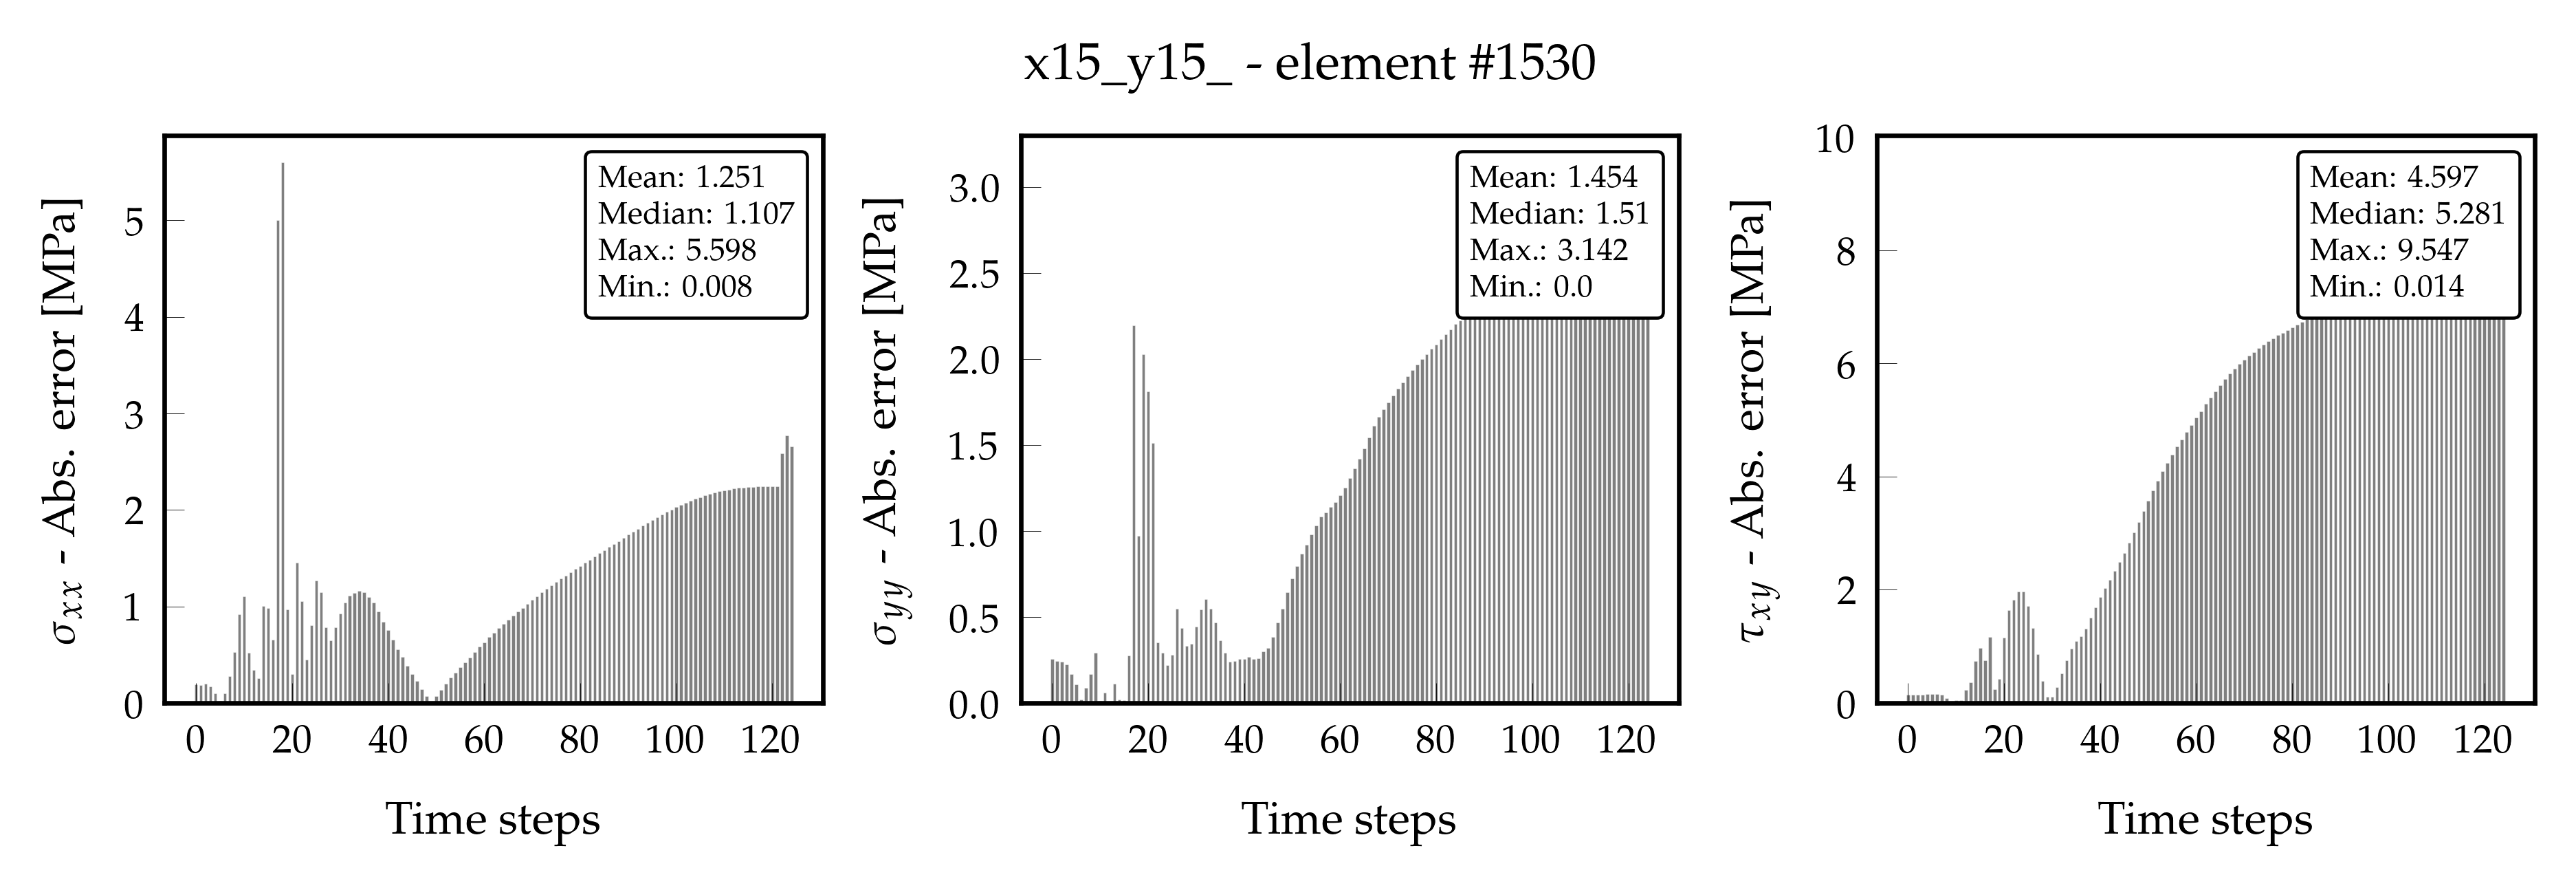 x15_y15_ - element #1530
σxx - Abs. error [MPa]
5
4
3
2
1
0
0 20 40 60 80 100 120
Time steps
Mean: 1.251
Median: 1.107
Max.: 5.598
Min.: 0.008
σyy - Abs. error [MPa]
3.0
2.5
2.0
1.5
1.0
0.5
0.0
0 20 40 60 80 100 120
Time steps
Mean: 1.454
Median: 1.51
Max.: 3.142
Min.: 0.0
τxy - Abs. error [MPa]
10
8
6
4
2
0
0 20 40 60 80 100 120
Time steps
Mean: 4.597
Median: 5.281
Max.: 9.547
Min.: 0.014